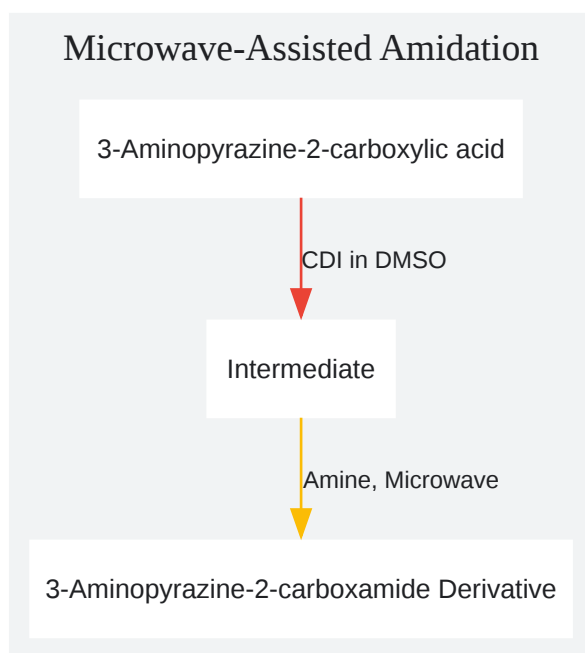 Microwave-Assisted Amidation
3-Aminopyrazine-2-carboxylic acid
CDI in DMSO
Intermediate
Amine, Microwave
3-Aminopyrazine-2-carboxamide Derivative